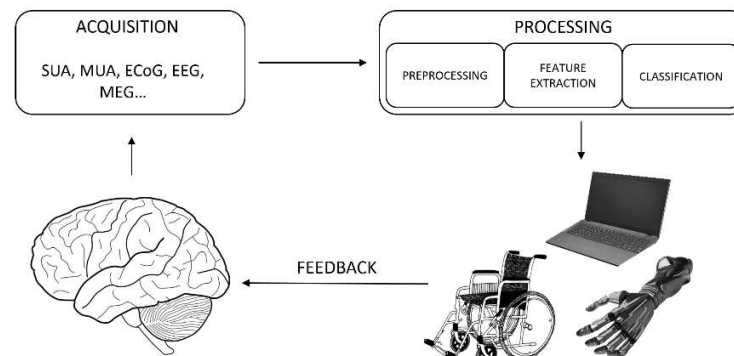 ACQUISITION
SUA, MUA, ECoG, EEG,
MEG...
PROCESSING
PREPROCESSING
FEATURE
EXTRACTION
CLASSIFICATION
FEEDBACK